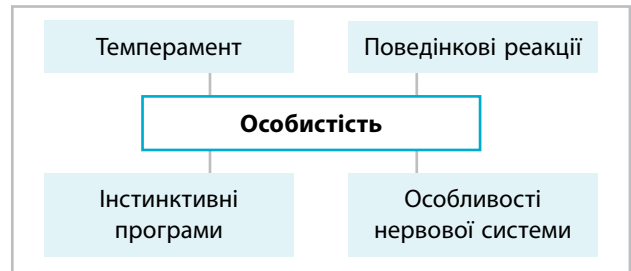 Темперамент
Поведінкові реакції
Особистість
Інстинктивні
програми
Особливості
нервової системи